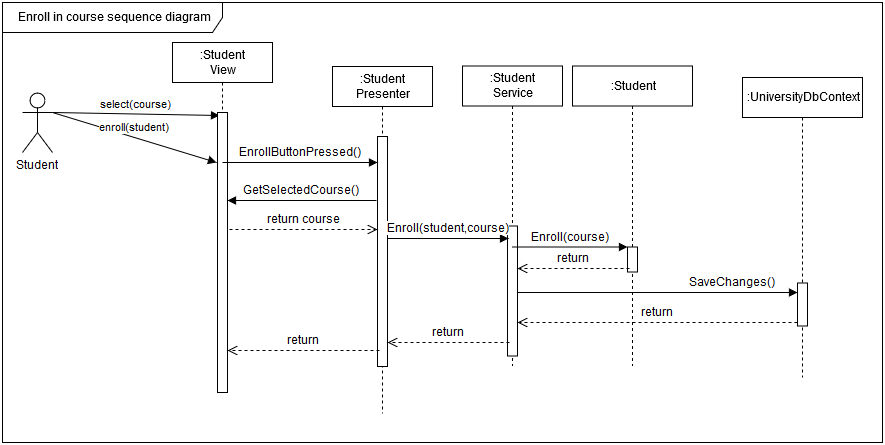 Enroll in course sequence diagram
:Student
View
:Student
Presenter
:Student
Service
:Student
:UniversityDbContext
select(course)
enroll(student)
Student
EnrollButtonPressed()
GetSelectedCourse()
return course
Enroll(student,course)
Enroll(course)
return
SaveChanges()
return
return
return